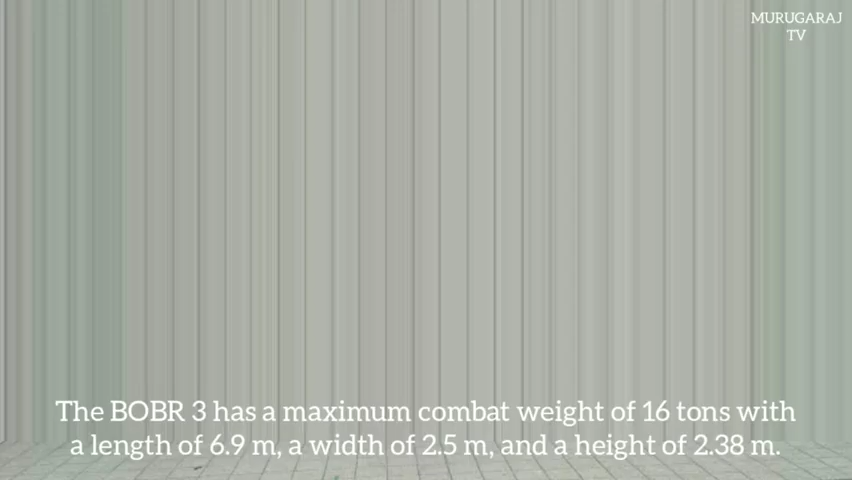 MURUGARAJ
TV
The BOBR 3 has a maximum combat weight of 16 tons with
a length of 6.9 m, a width of 2.5 m, and a height of 2.38 m.